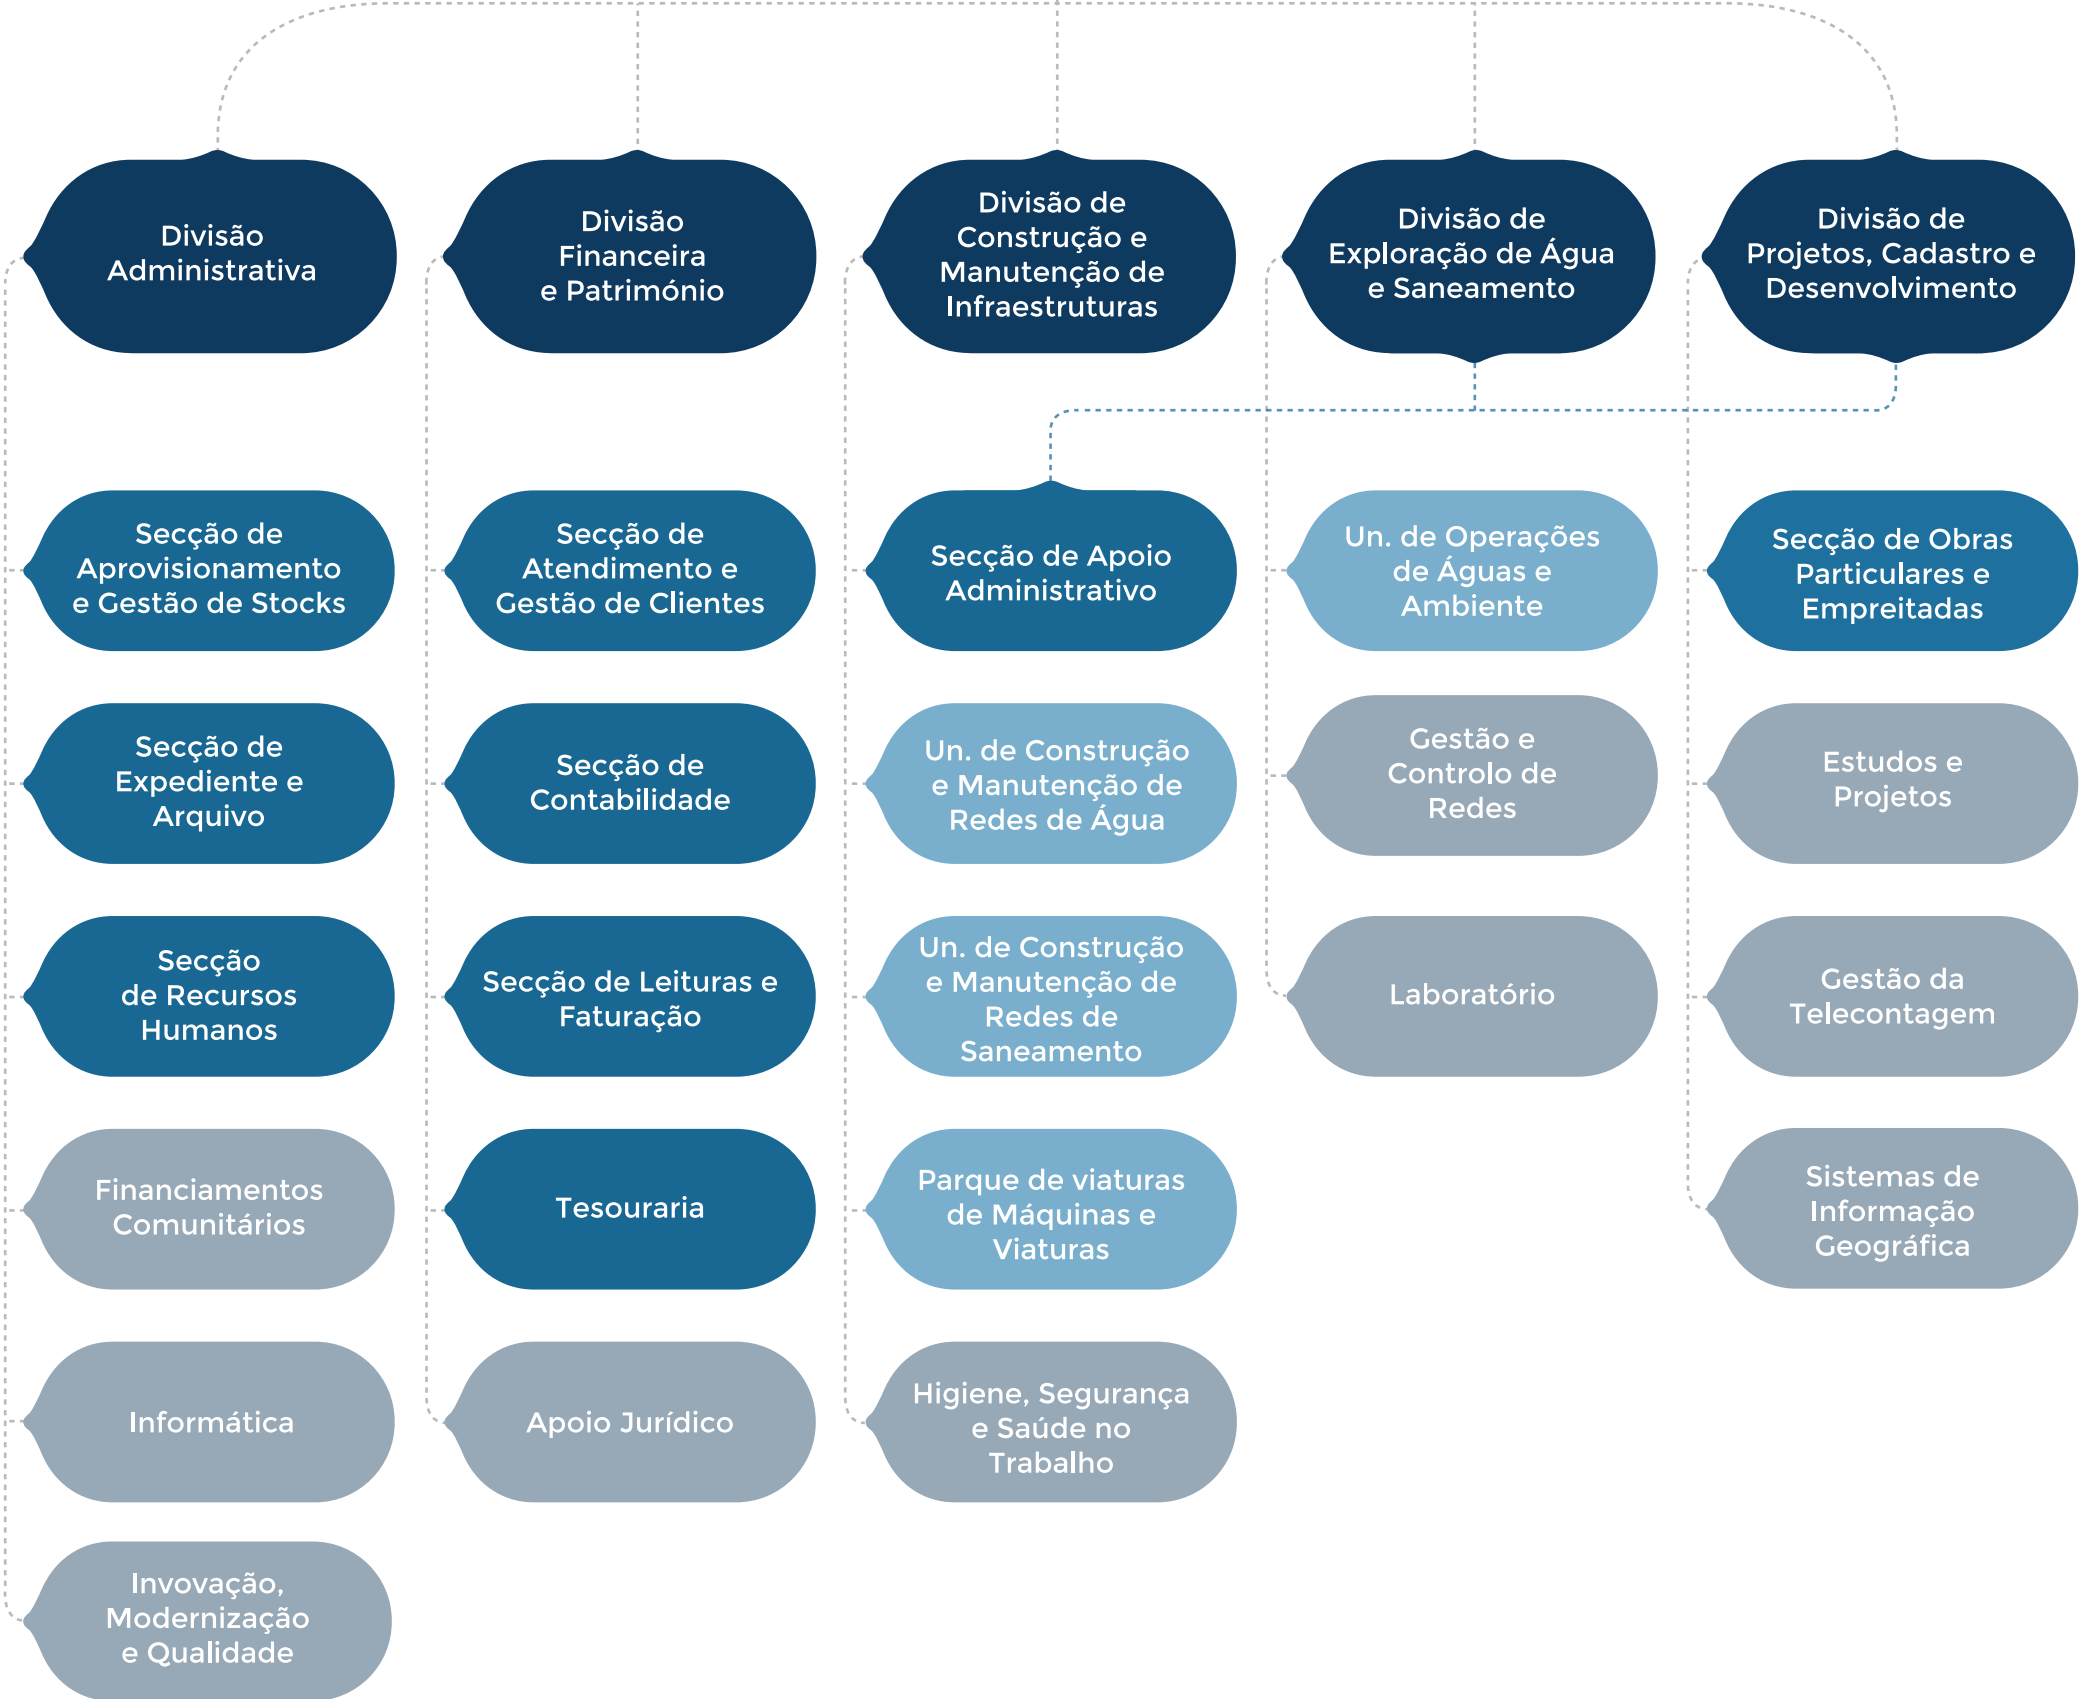 Divisão
Administrativa
Divisão
Financeira
e Património
Divisão de
Construção e
Manutenção de
Infraestruturas
Divisão de
Exploração de Água
e Saneamento
Divisão de
Projetos, Cadastro e
Desenvolvimento
Secção de
Aprovisionamento
e Gestão de Stocks
Secção de
Atendimento e
Gestão de Clientes
Secção de Apoio
Administrativo
Un. de Operações
de Águas e
Ambiente
Secção de Obras
Particulares e
Empreitadas
Secção de
Expediente e
Arquivo
Secção de
Contabilidade
Un. de Construção
e Manutenção de
Redes de Água
Gestão e
Controlo de
Redes
Estudos e
Projetos
Secção
de Recursos
Humanos
Secção de Leituras e
Faturação
Un. de Construção
e Manutenção de
Redes de
Saneamento
Laboratório
Gestão da
Telecontagem
Financiamentos
Comunitários
Tesouraria
Parque de viaturas
de Máquinas e
Viaturas
Sistemas de
Informação
Geográfica
Informática
Apoio Jurídico
Higiene, Segurança
e Saúde no
Trabalho
Invovação,
Modernização
e Qualidade